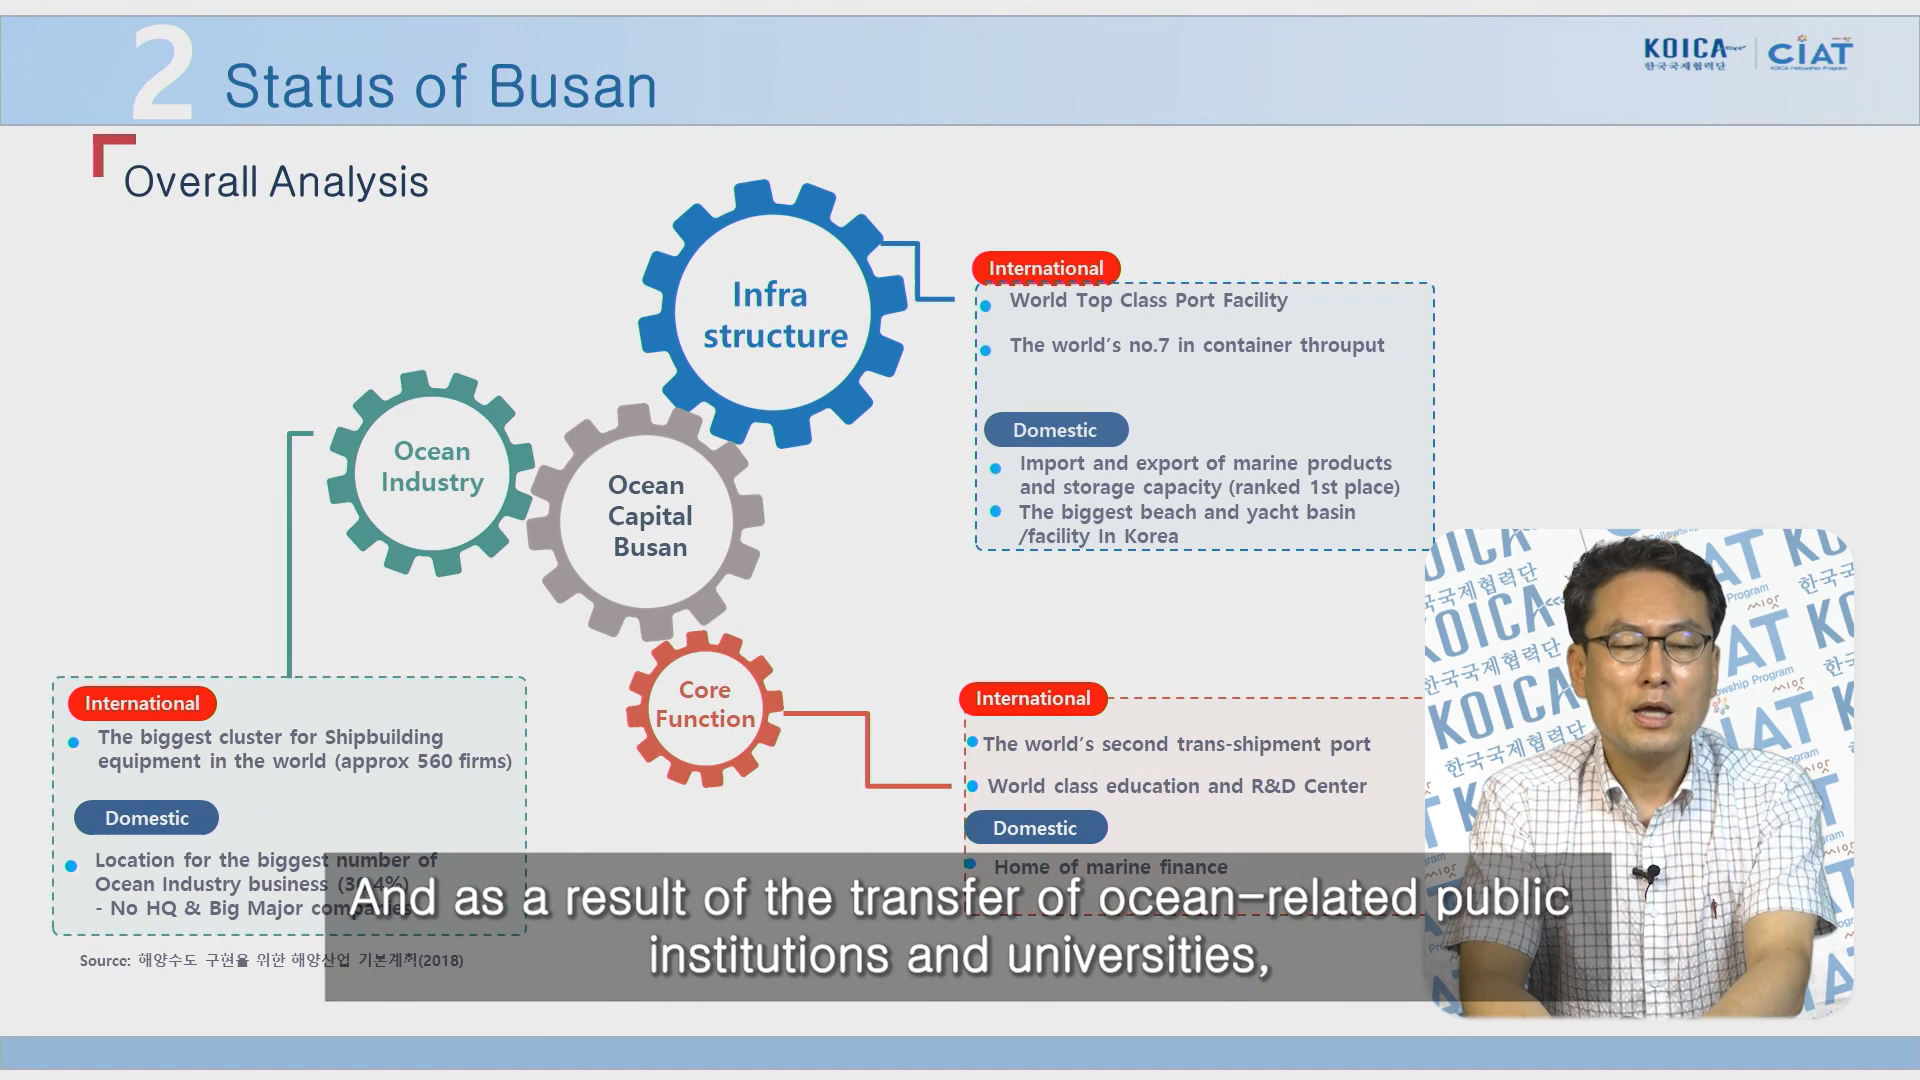 2 Status of Busan
KOICA
한국국제협력단
CIAT
씨앗
KOICA Fellowship Program
Overall Analysis
Infra
structure
International
World Top Class Port Facility
The world's no.7 in container throuput
Domestic
Import and export of marine products
and storage capacity (ranked 1st place)
The biggest beach and yacht basin
/facility In Korea
Ocean
Industry
Ocean
Capital
Busan
Core
Function
International
The biggest cluster for Shipbuilding
equipment in the world (approx 560 firms)
Domestic
Location for the biggest number of
Ocean Industry business
- No HQ & Big Major companies
Source: 해양수도 구현을 위한 해양산업 기본계획(2018)
International
The world's second trans-shipment port
World class education and R&D Center
Domestic
Home of marine finance
And as a result of the transfer of ocean-related public
institutions and universities,